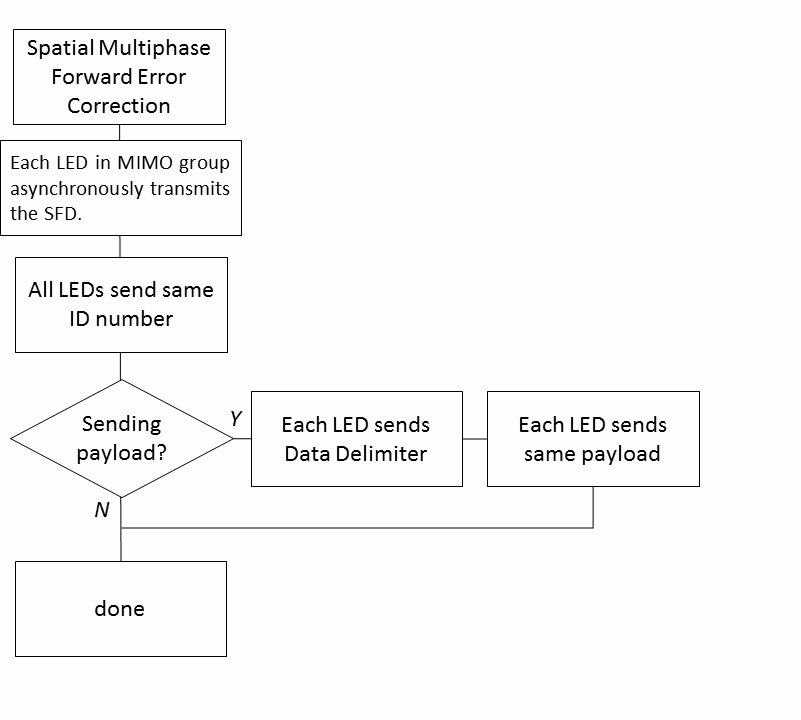 Spatial Multiphase
Forward Error
Correction
Each LED in MIMO group
asynchronously transmits
the SFD.
All LEDs send same
ID number
Sending
payload?
Y
Each LED sends
Data Delimiter
Each LED sends
same payload
N
done